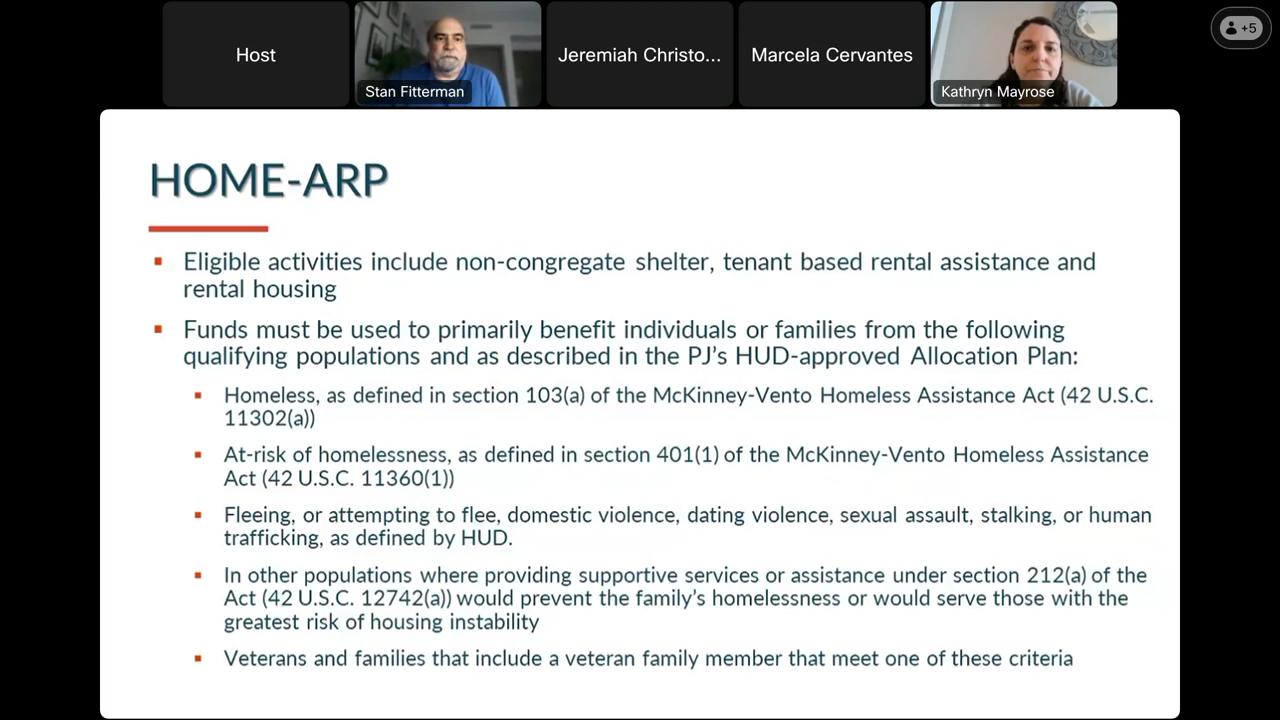 Host
Stan Fitterman
Jeremiah Christo...
Marcela Cervantes
Kathryn Mayrose
+5
HOME-ARP
Eligible activities include non-congregate shelter, tenant based rental assistance and
rental housing
Funds must be used to primarily benefit individuals or families from the following
qualifying populations and as described in the PJ's HUD-approved Allocation Plan:
Homeless, as defined in section 103(a) of the McKinney-Vento Homeless Assistance Act (42 U.S.C.
11302(a))
At-risk of homelessness, as defined in section 401(1) of the McKinney-Vento Homeless Assistance
Act (42 U.S.C. 11360(1))
Fleeing, or attempting to flee, domestic violence, dating violence, sexual assault, stalking, or human
trafficking, as defined by HUD.
In other populations where providing supportive services or assistance under section 212(a) of the
Act (42 U.S.C. 12742(a)) would prevent the family's homelessness or would serve those with the
greatest risk of housing instability
Veterans and families that include a veteran family member that meet one of these criteria